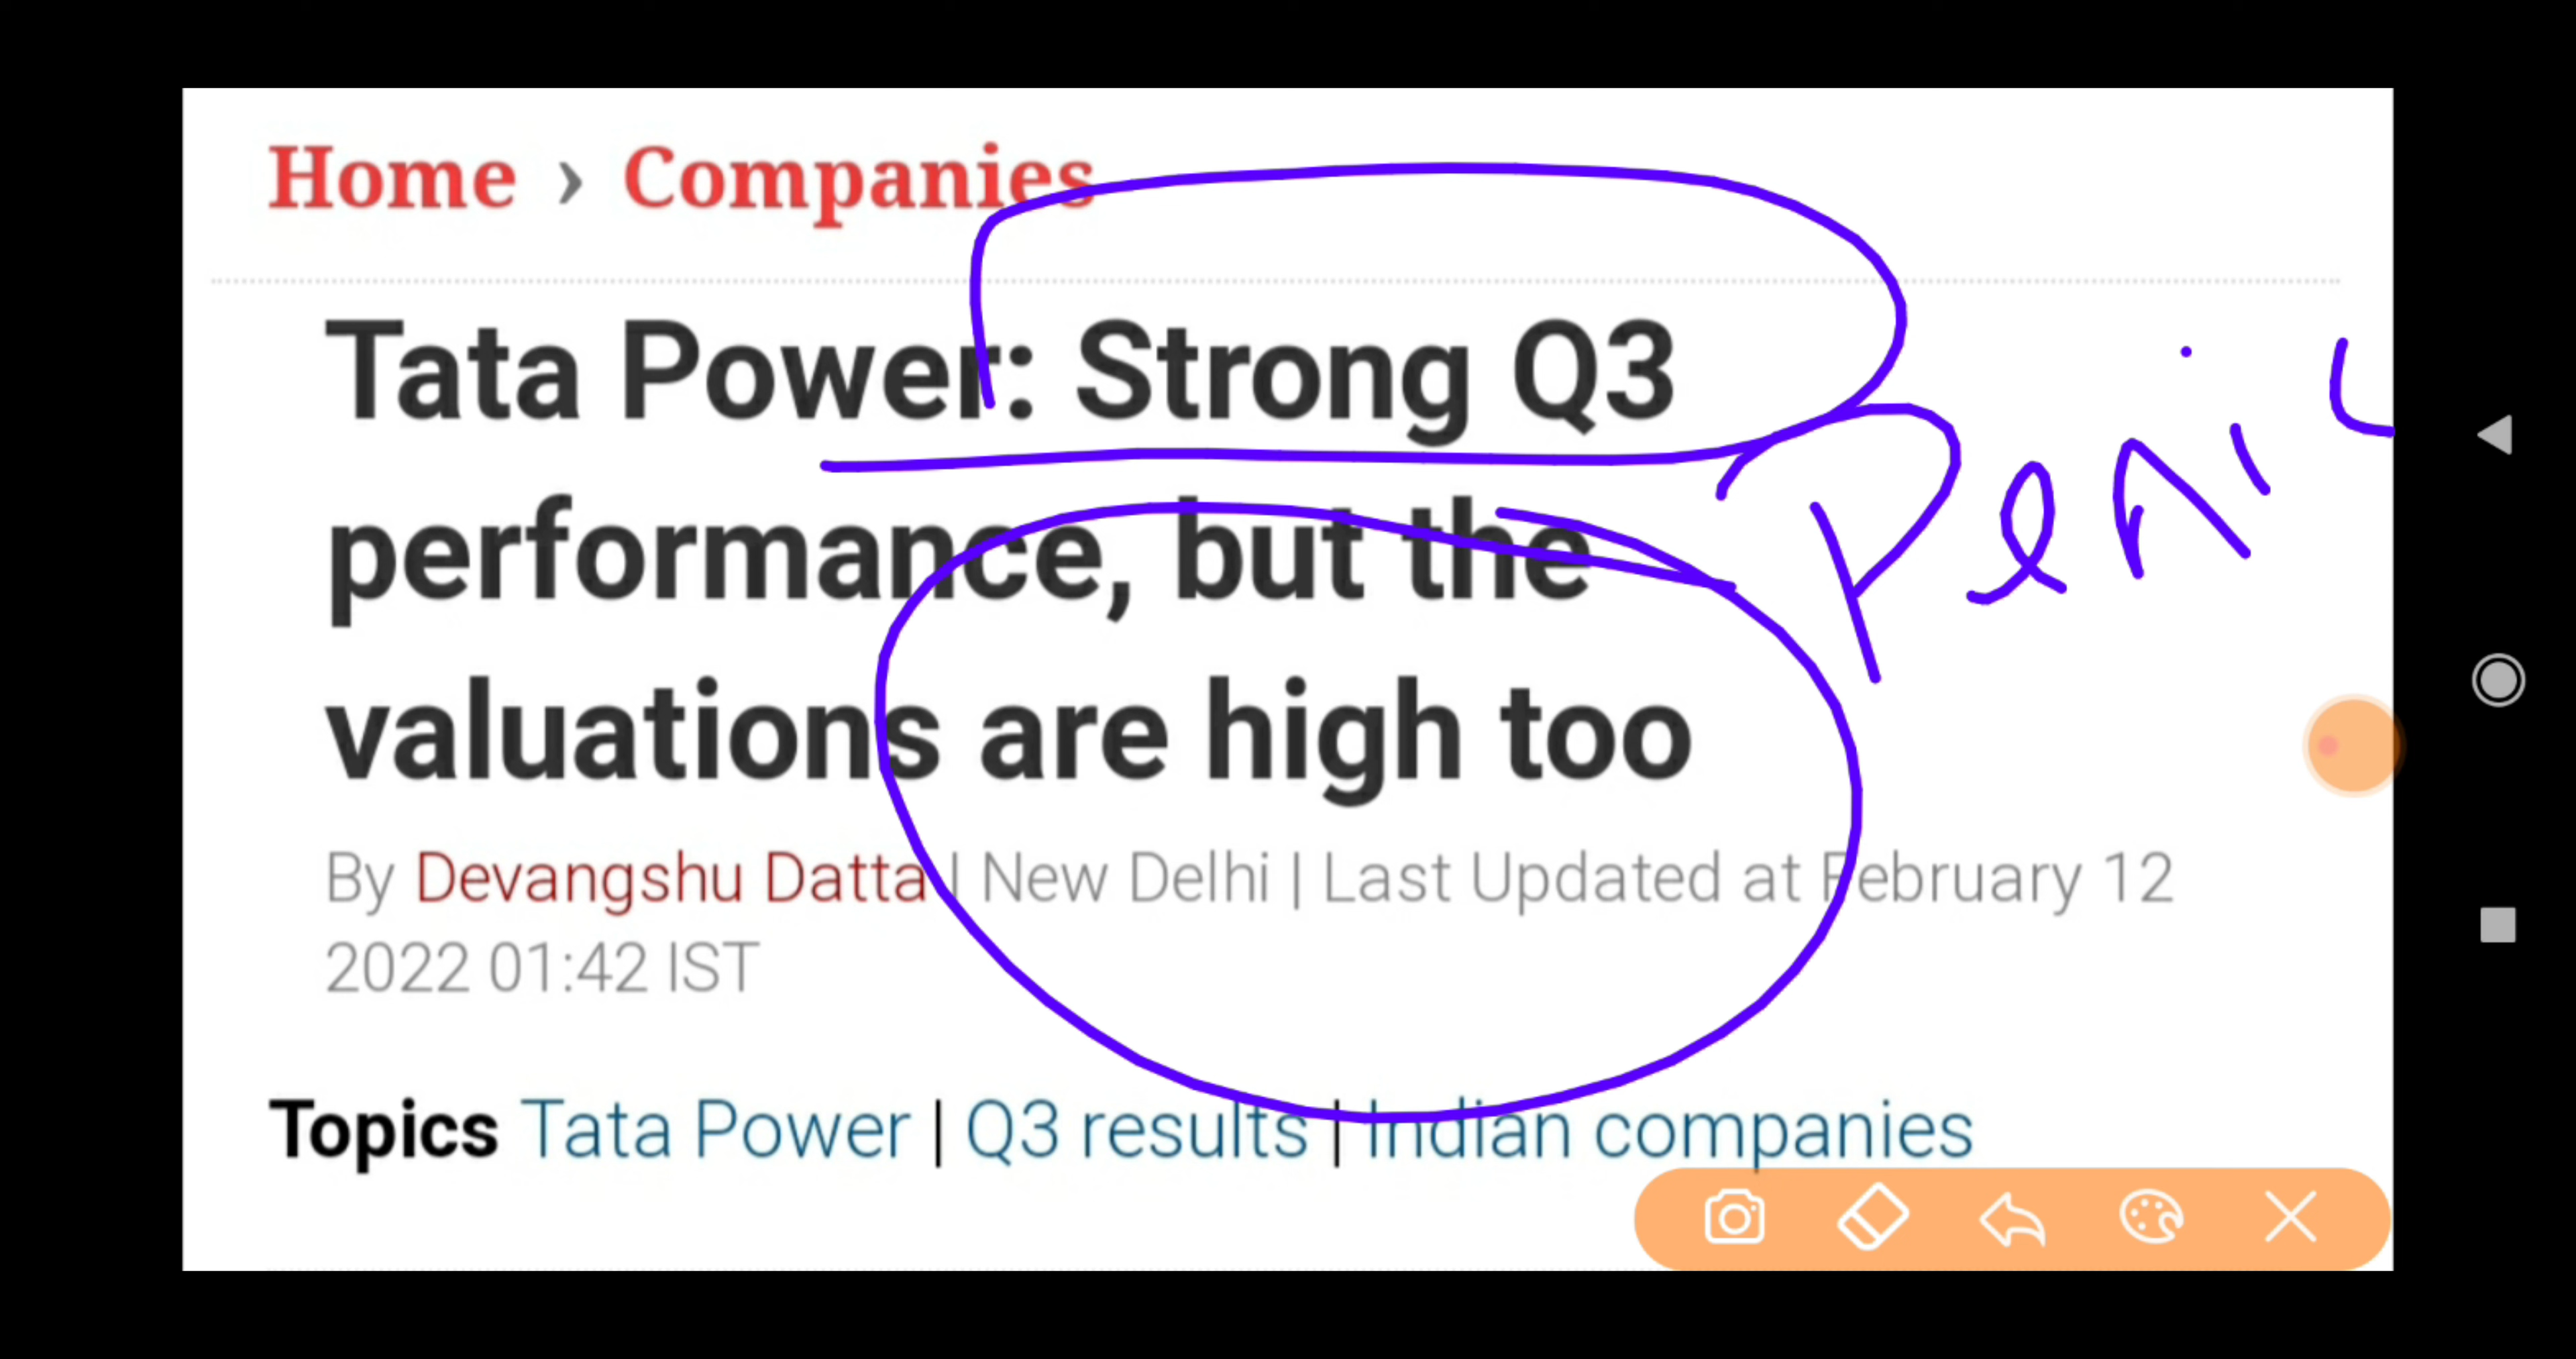 Home › Companies
Tata Power: Strong Q3
performance, but the
valuations are high too
Penic
By Devangshu Datta | New Delhi | Last Updated at February 12
2022 01:42 IST
Topics Tata Power | Q3 results | Indian companies